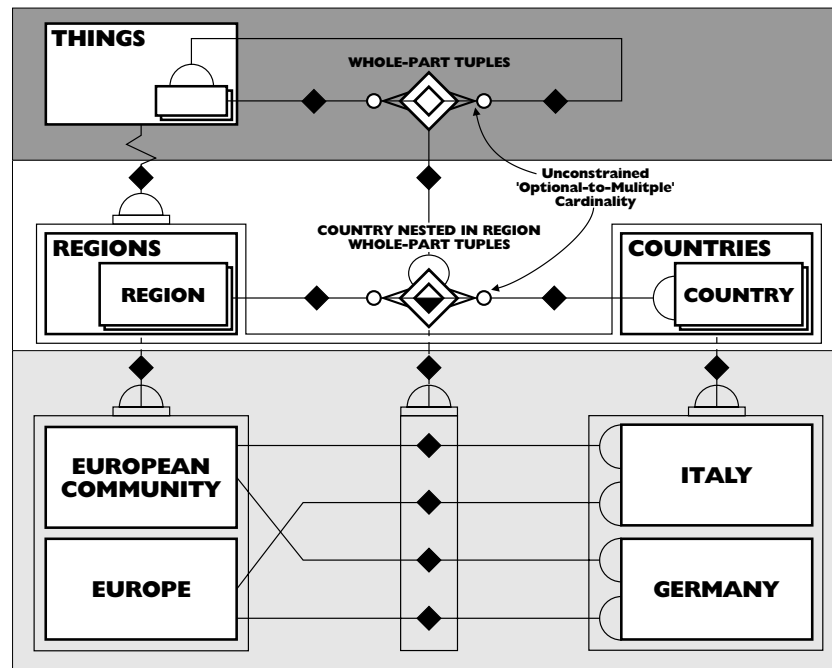 THINGS
WHOLE-PART TUPLES
Unconstrained
'Optional-to-Mulitple'
Cardinality
COUNTRY NESTED IN REGION
WHOLE-PART TUPLES
REGIONS
REGION
COUNTRIES
COUNTRY
EUROPEAN
COMMUNITY
ITALY
EUROPE
GERMANY